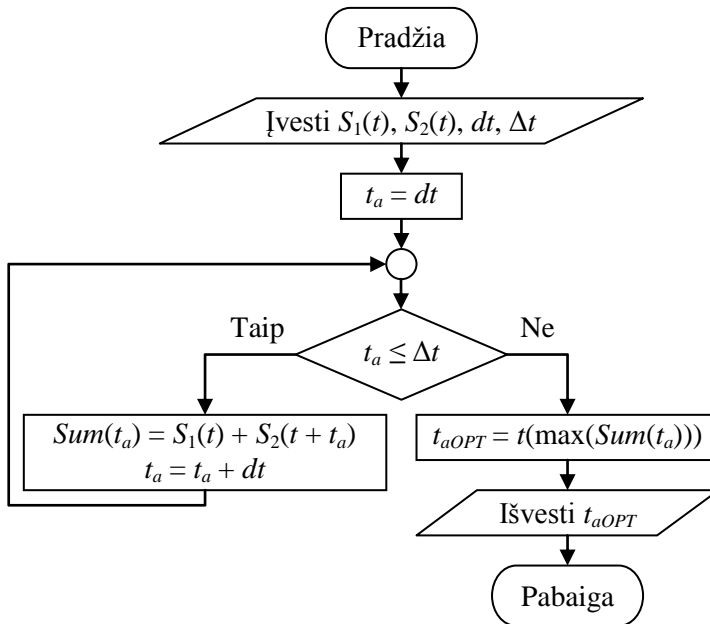 Pradžia
Įvesti S₁(t), S₂(t), dt, Δt
tₐ = dt
Taip
Ne
tₐ ≤ Δt
Sum(tₐ) = S₁(t) + S₂(t + tₐ)
tₐ = tₐ + dt
tₐOPT = t(max(Sum(tₐ)))
Išvesti tₐOPT
Pabaiga